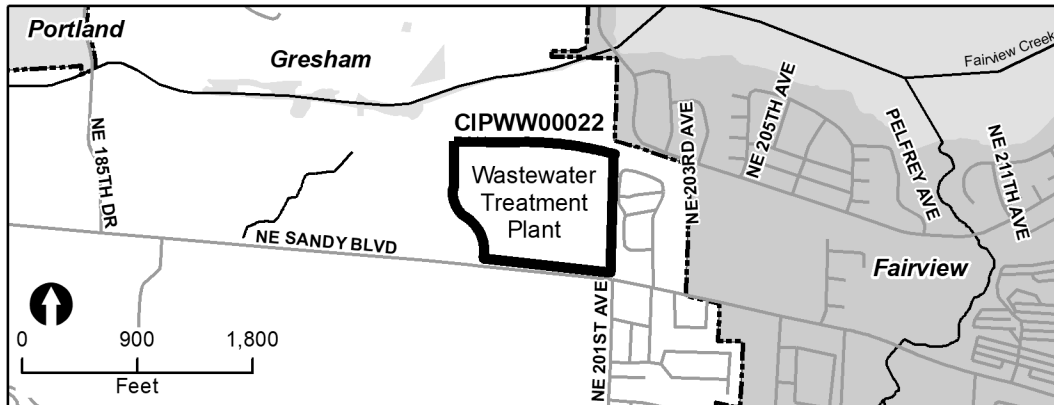 Portland
Gresham
Fairview Creek
CIPWW00022
Wastewater
Treatment
Plant
NE 185TH DR
NE SANDY BLVD
NE 201ST AVE
NE 203RD AVE
NE 205TH AVE
PELFREY AVE
NE 211TH AVE
Fairview
0 900 1,800
Feet